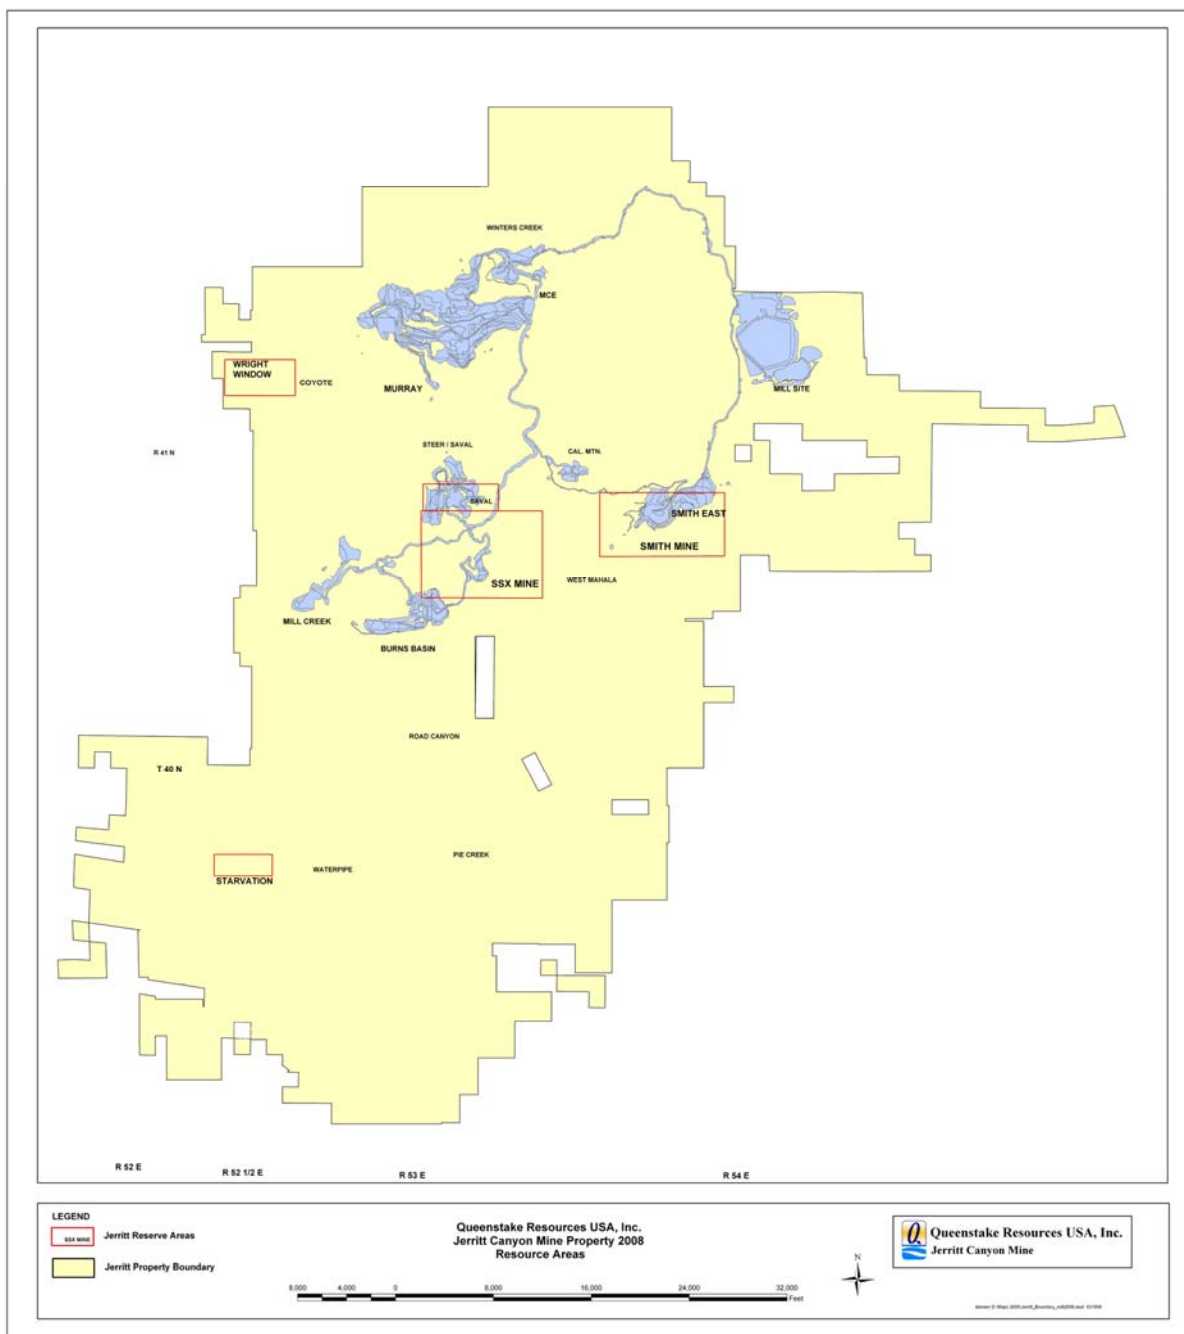 WINTERS CREEK
MCE
WRIGHT
WINDOW
COYOTE
MURRAY
MILL SITE
STEER / SAVAL
R 41 N
CAL. MTN.
SAVAL
SMITH EAST
SMITH MINE
SSX MINE
WEST MAHALA
MILL CREEK
BURNS BASIN
ROAD CANYON
T 40 N
PIE CREEK
WATERPIPE
STARVATION
R 52 E
R 52 1/2 E
R 53 E
R 54 E
LEGEND
SSX MINE
Jerritt Reserve Areas
Jerritt Property Boundary
Queenstake Resources USA, Inc.
Jerritt Canyon Mine Property 2008
Resource Areas
8,000 4,000 0 8,000 16,000 24,000 32,000
Feet
N
Q
Queenstake Resources USA, Inc.
Jerritt Canyon Mine